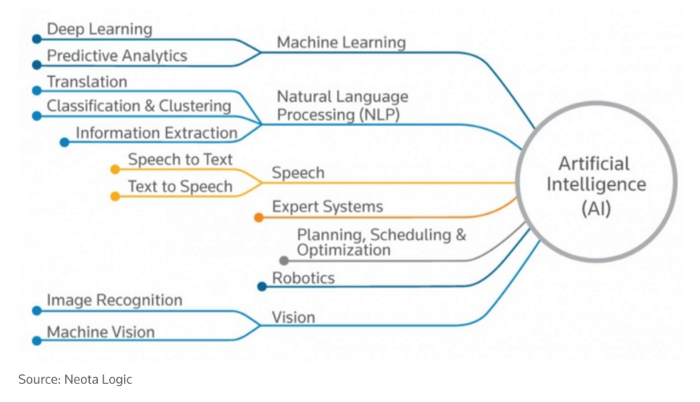 Deep Learning
Machine Learning
Predictive Analytics
Translation
Natural Language
Classification & Clustering
Processing (NLP)
Information Extraction
Speech to Text
Speech
Text to Speech
Expert Systems
Planning, Scheduling &
Optimization
Robotics
Image Recognition
Vision
Machine Vision
Artificial
Intelligence
(AI)
Source: Neota Logic